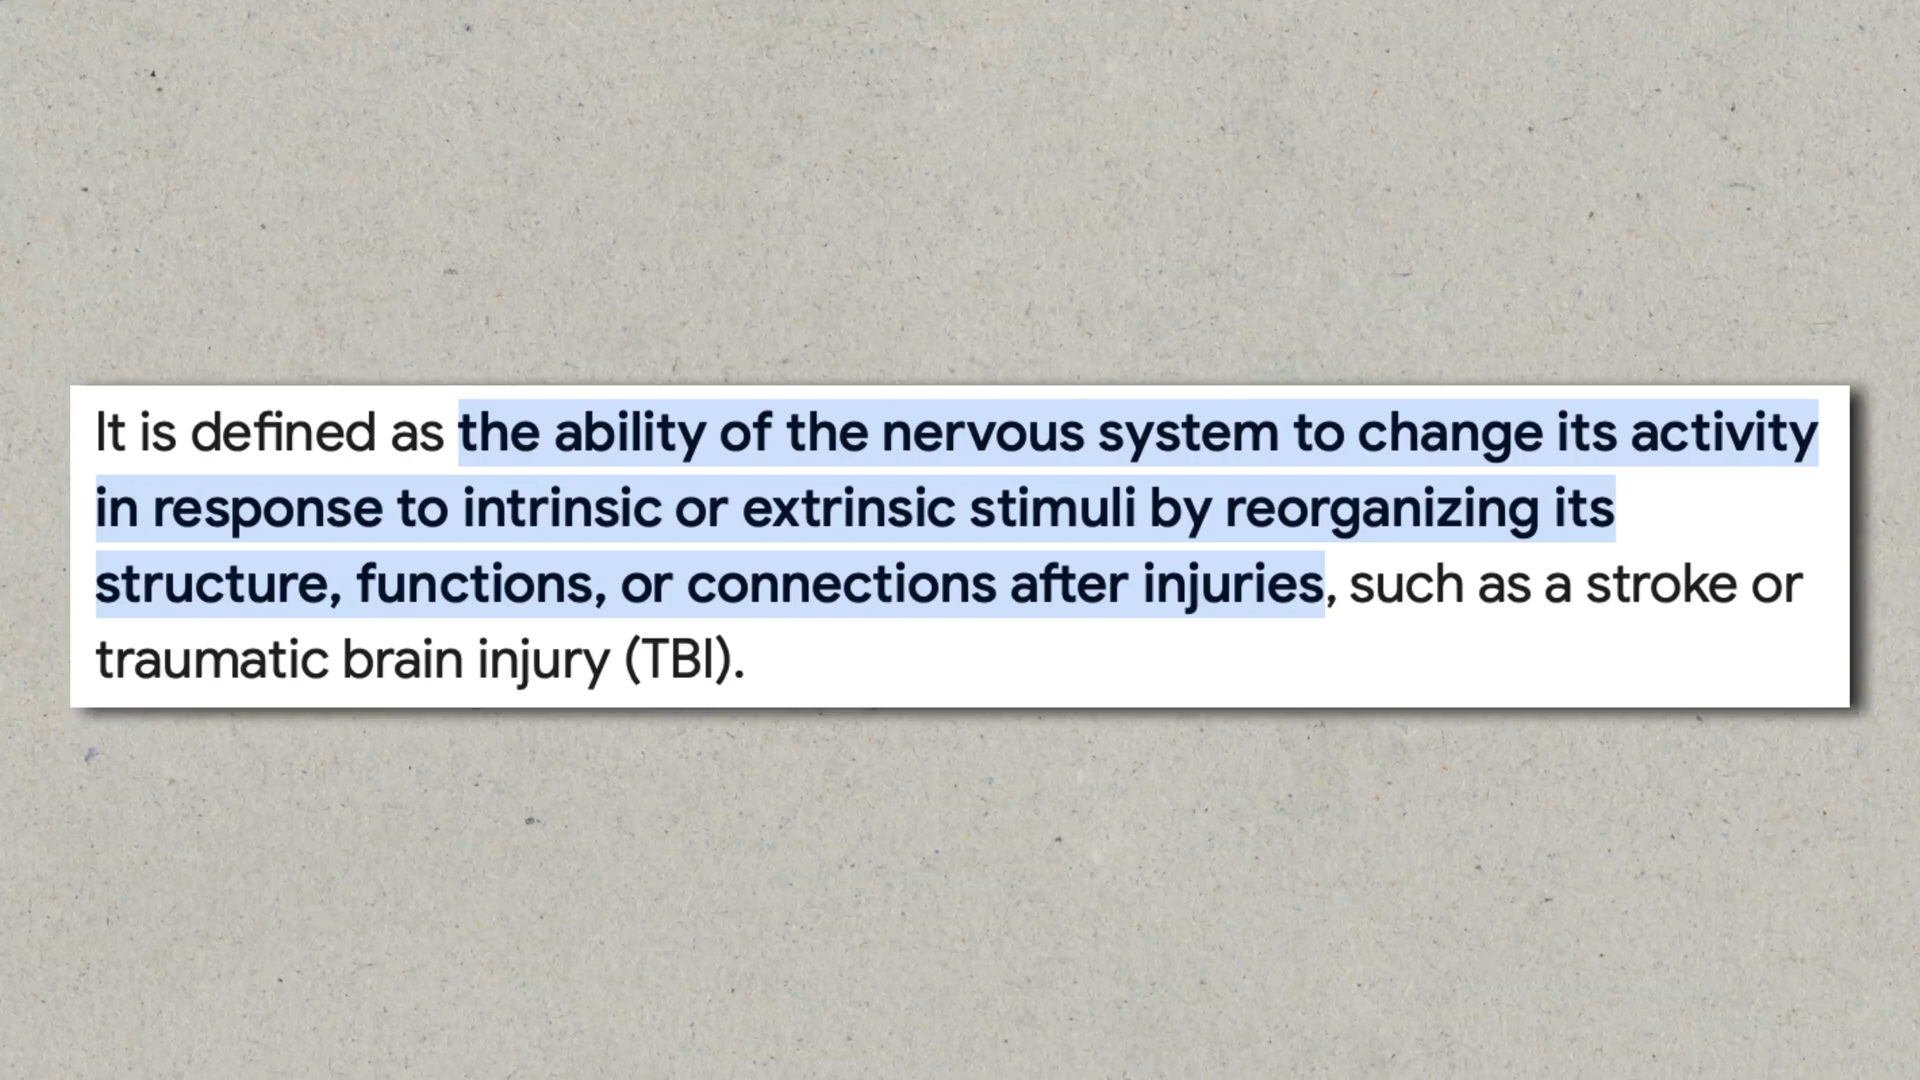 It is defined as the ability of the nervous system to change its activity
in response to intrinsic or extrinsic stimuli by reorganizing its
structure, functions, or connections after injuries, such as a stroke or
traumatic brain injury (TBI).